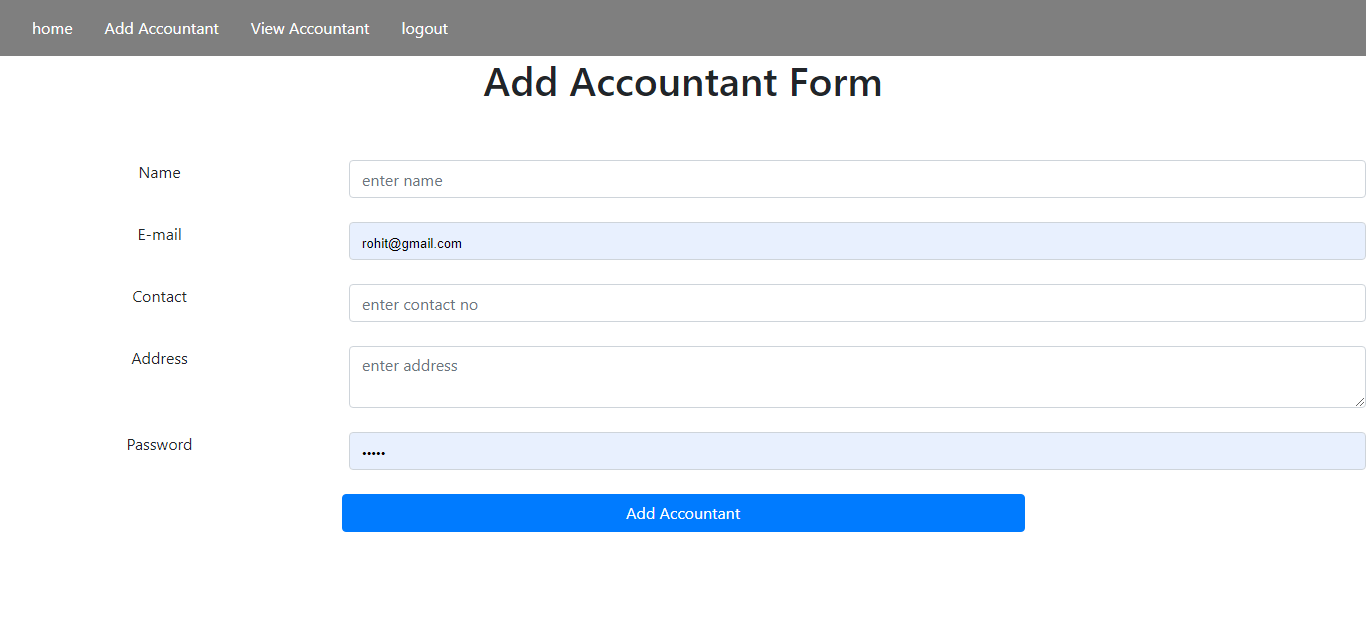 home Add Accountant View Accountant logout
Add Accountant Form
Name enter name
E-mail rohit@gmail.com
Contact enter contact no
Address enter address
Password •••••
Add Accountant